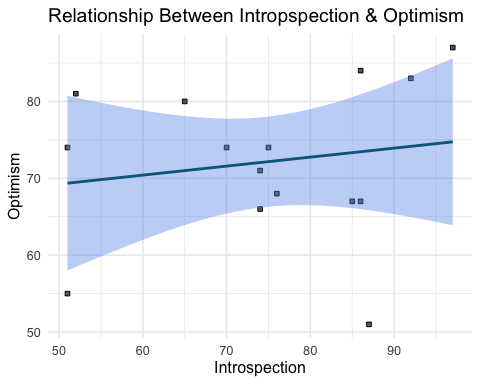 Relationship Between Intropspection & Optimism
80
70
60
50
Optimism
50 60 70 80 90
Introspection